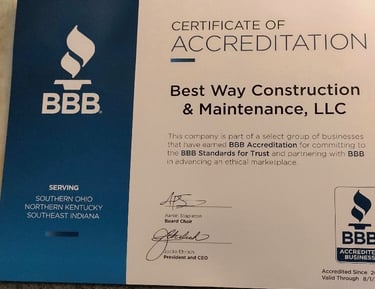 CERTIFICATE OF
ACCREDITATION
Best Way Construction
& Maintenance, LLC
This company is part of a select group of businesses
that have earned BBB Accreditation for committing to
the BBB Standards for Trust and partnering with BBB
in advancing an ethical marketplace.
BBB
SERVING
SOUTHERN OHIO
NORTHERN KENTUCKY
SOUTHEAST INDIANA
Board Chair
President and CEO
BBB
ACCREDITED
BUSINESS
Accredited Since
Valid Through